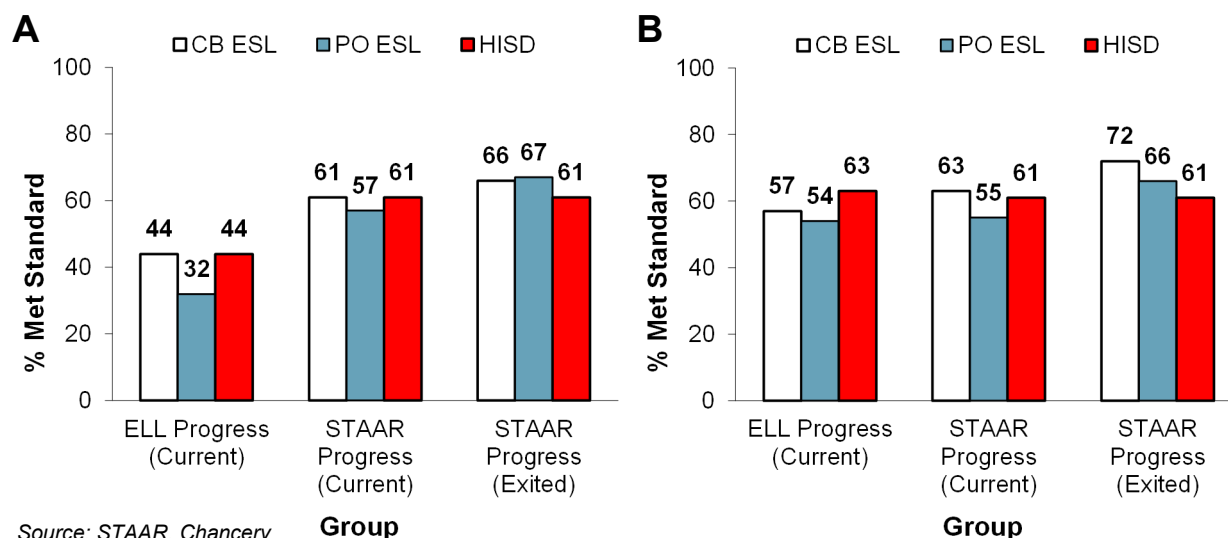 A
CB ESL PO ESL HISD
100
80
60
40
20
0
% Met Standard
44 32 44
61 57 61
66 67 61
ELL Progress
(Current)
STAAR
Progress
(Current)
STAAR
Progress
(Exited)
Group
Source: STAAR, Chancery
B
CB ESL PO ESL HISD
100
80
60
40
20
0
% Met Standard
57 54 63
63 55 61
72 66 61
ELL Progress
(Current)
STAAR
Progress
(Current)
STAAR
Progress
(Exited)
Group